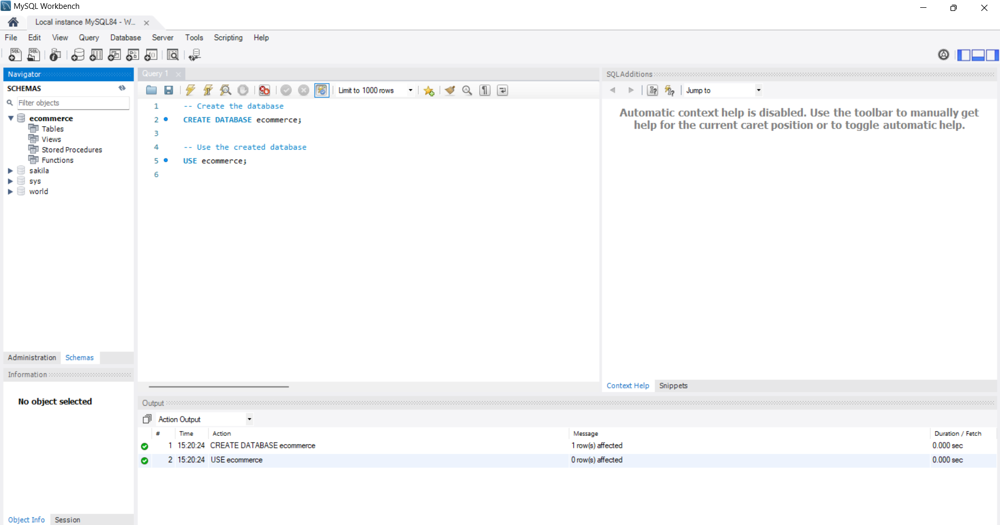 MySQL Workbench
Local instance MySQL84 - W...
File Edit View Query Database Server Tools Scripting Help
Navigator
SCHEMAS
Filter objects
ecommerce
Tables
Views
Stored Procedures
Functions
sakila
sys
world
Administration Schemas
Information
No object selected
Object Info Session
Query 1
Limit to 1000 rows
1 -- Create the database
2 CREATE DATABASE ecommerce;
3
4 -- Use the created database
5 USE ecommerce;
6
SQLAdditions
Jump to
Automatic context help is disabled. Use the toolbar to manually get
help for the current caret position or to toggle automatic help.
Context Help Snippets
Output
Action Output
# Time Action Message Duration / Fetch
1 15:20:24 CREATE DATABASE ecommerce 1 row(s) affected 0.000 sec
2 15:20:24 USE ecommerce 0 row(s) affected 0.000 sec